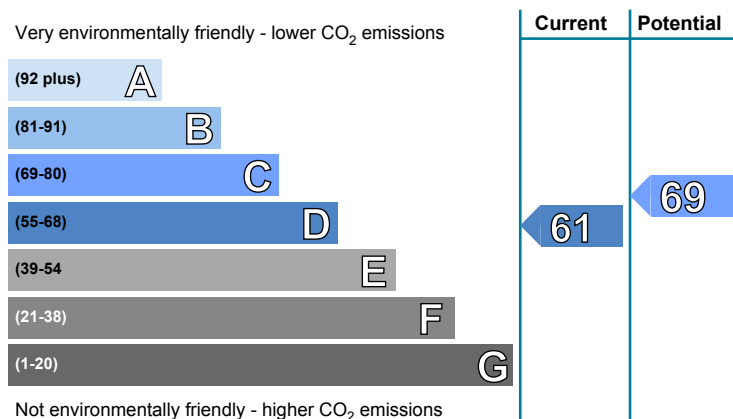 Very environmentally friendly - lower CO₂ emissions
Current
Potential
(92 plus) A
(81-91) B
(69-80) C
(55-68) D
(39-54 E
(21-38) F
(1-20) G
61
69
Not environmentally friendly - higher CO₂ emissions